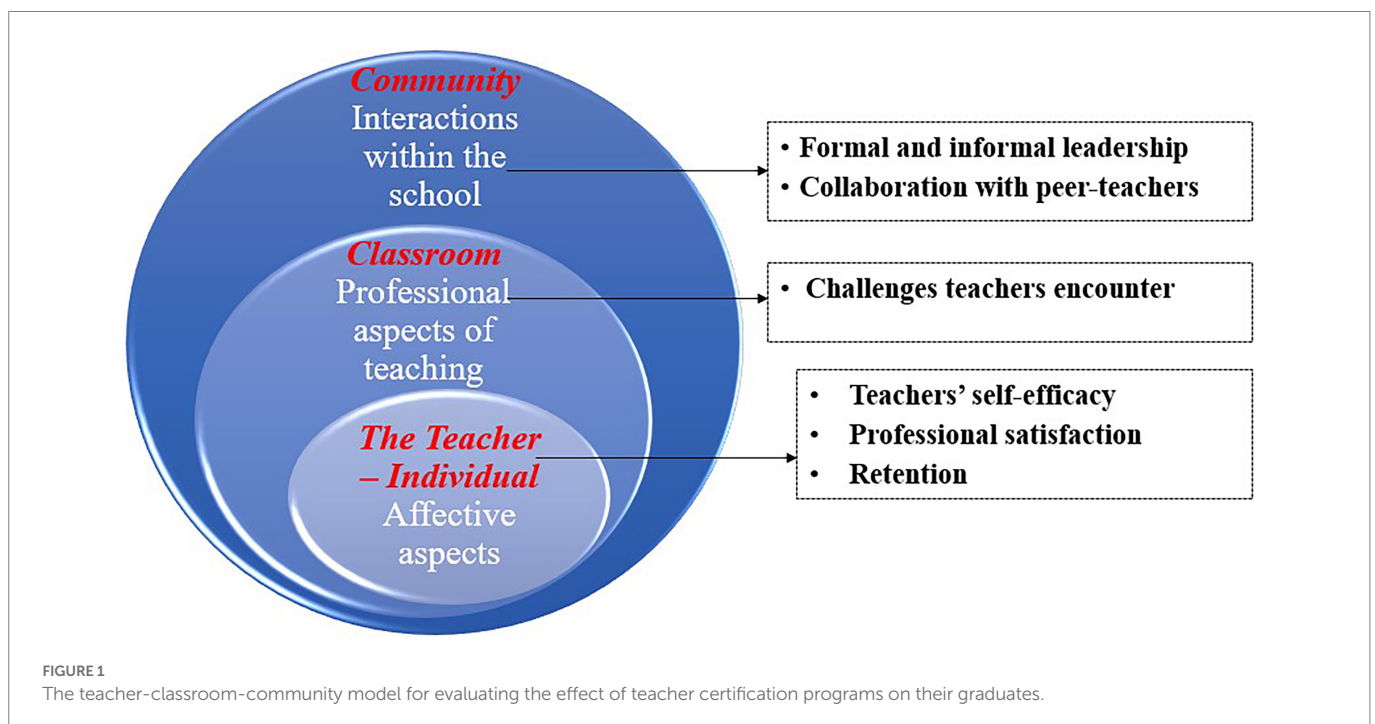 Community
Interactions
within the
school
• Formal and informal leadership
• Collaboration with peer-teachers
Classroom
Professional
aspects of
teaching
• Challenges teachers encounter
The Teacher
– Individual
Affective
aspects
• Teachers’ self-efficacy
• Professional satisfaction
• Retention
FIGURE 1
The teacher-classroom-community model for evaluating the effect of teacher certification programs on their graduates.